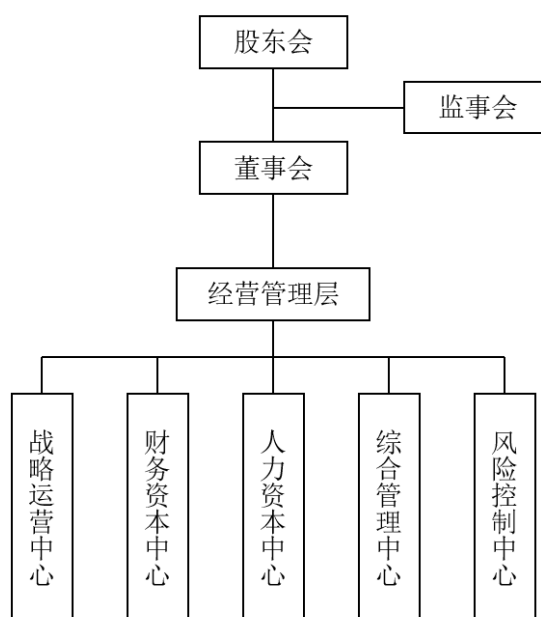 股东会
监事会
董事会
经营管理层
战略运营中心
财务资本中心
人力资本中心
综合管理中心
风险控制中心